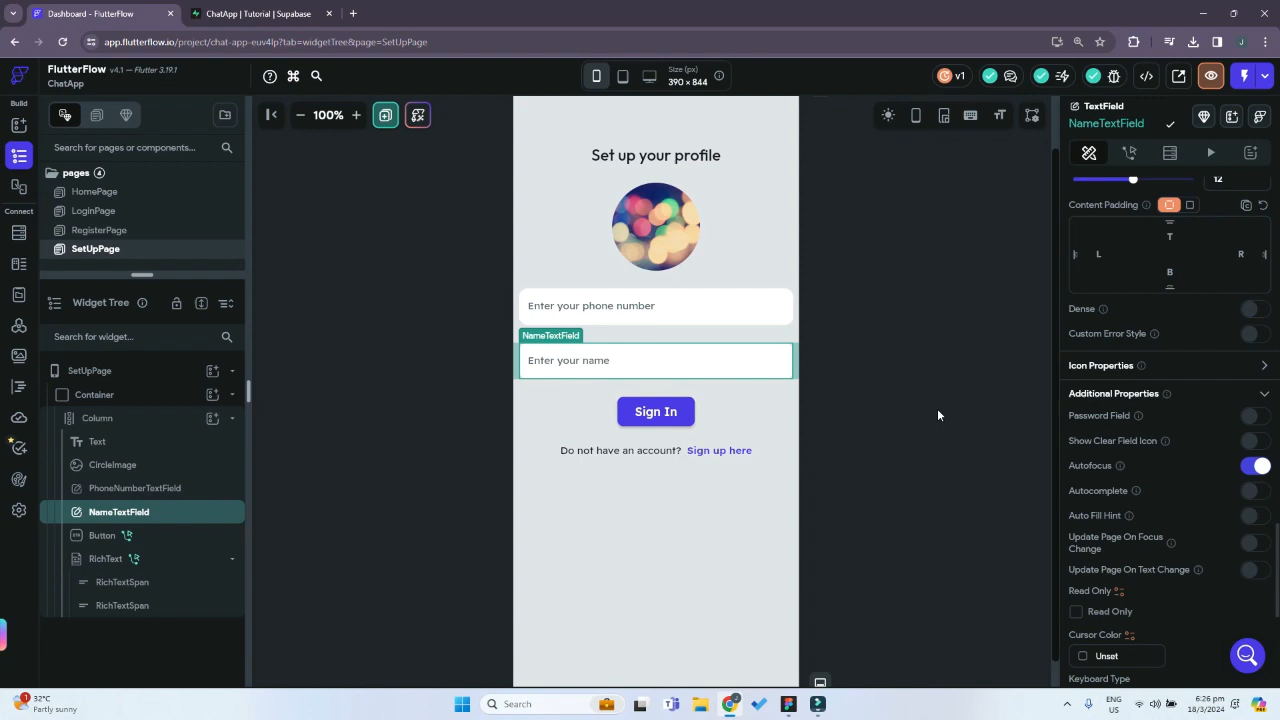 Dashboard - FlutterFlow
ChatApp | Tutorial | Supabase
app.flutterflow.io/project/chat-app-euv4lp?tab=widgetTree&page=SetUpPage
FlutterFlow v4.1 – Flutter 3.19.1
ChatApp
Size (px)
390 × 844
v1
Build
Connect
Search for pages or components...
pages 4
HomePage
LoginPage
RegisterPage
SetUpPage
Widget Tree
Search for widget...
SetUpPage
Container
Column
Text
CircleImage
PhoneNumberTextField
NameTextField
Button
RichText
RichTextSpan
RichTextSpan
100%
Set up your profile
Enter your phone number
NameTextField
Enter your name
Sign In
Do not have an account? Sign up here
TextField
NameTextField
12
Content Padding
T
L
R
B
Dense
Custom Error Style
Icon Properties
Additional Properties
Password Field
Show Clear Field Icon
Autofocus
Autocomplete
Auto Fill Hint
Update Page On Focus
Change
Update Page On Text Change
Read Only
Read Only
Cursor Color
Unset
Keyboard Type
1
32°C
Partly sunny
Search
ENG
US
6:26 pm
18/3/2024